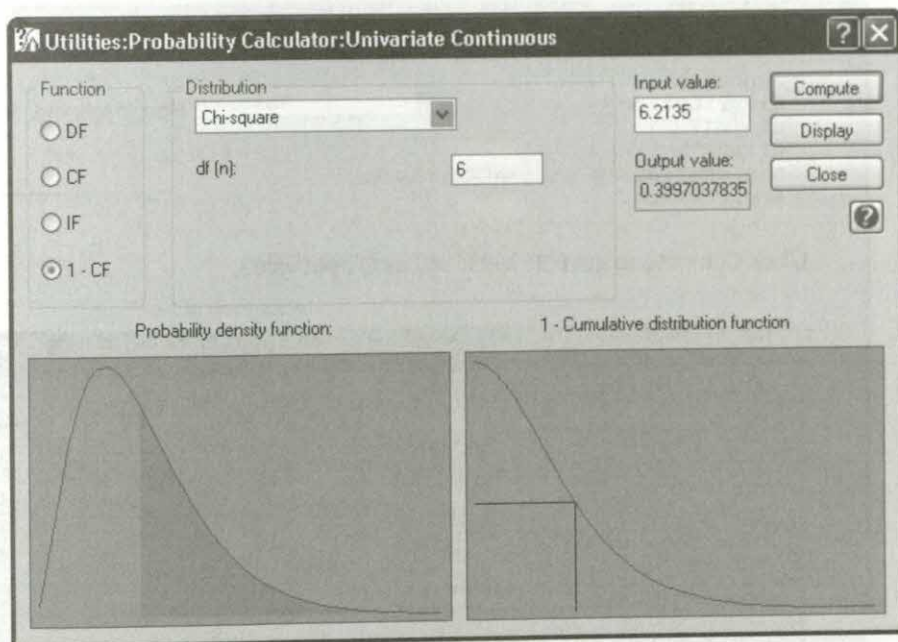 Utilities:Probability Calculator:Univariate Continuous
Function
DF
CF
IF
1 - CF
Distribution
Chi-square
df (n):
6
Input value:
6.2135
Output value:
0.3997037835
Compute
Display
Close
Probability density function:
1 - Cumulative distribution function